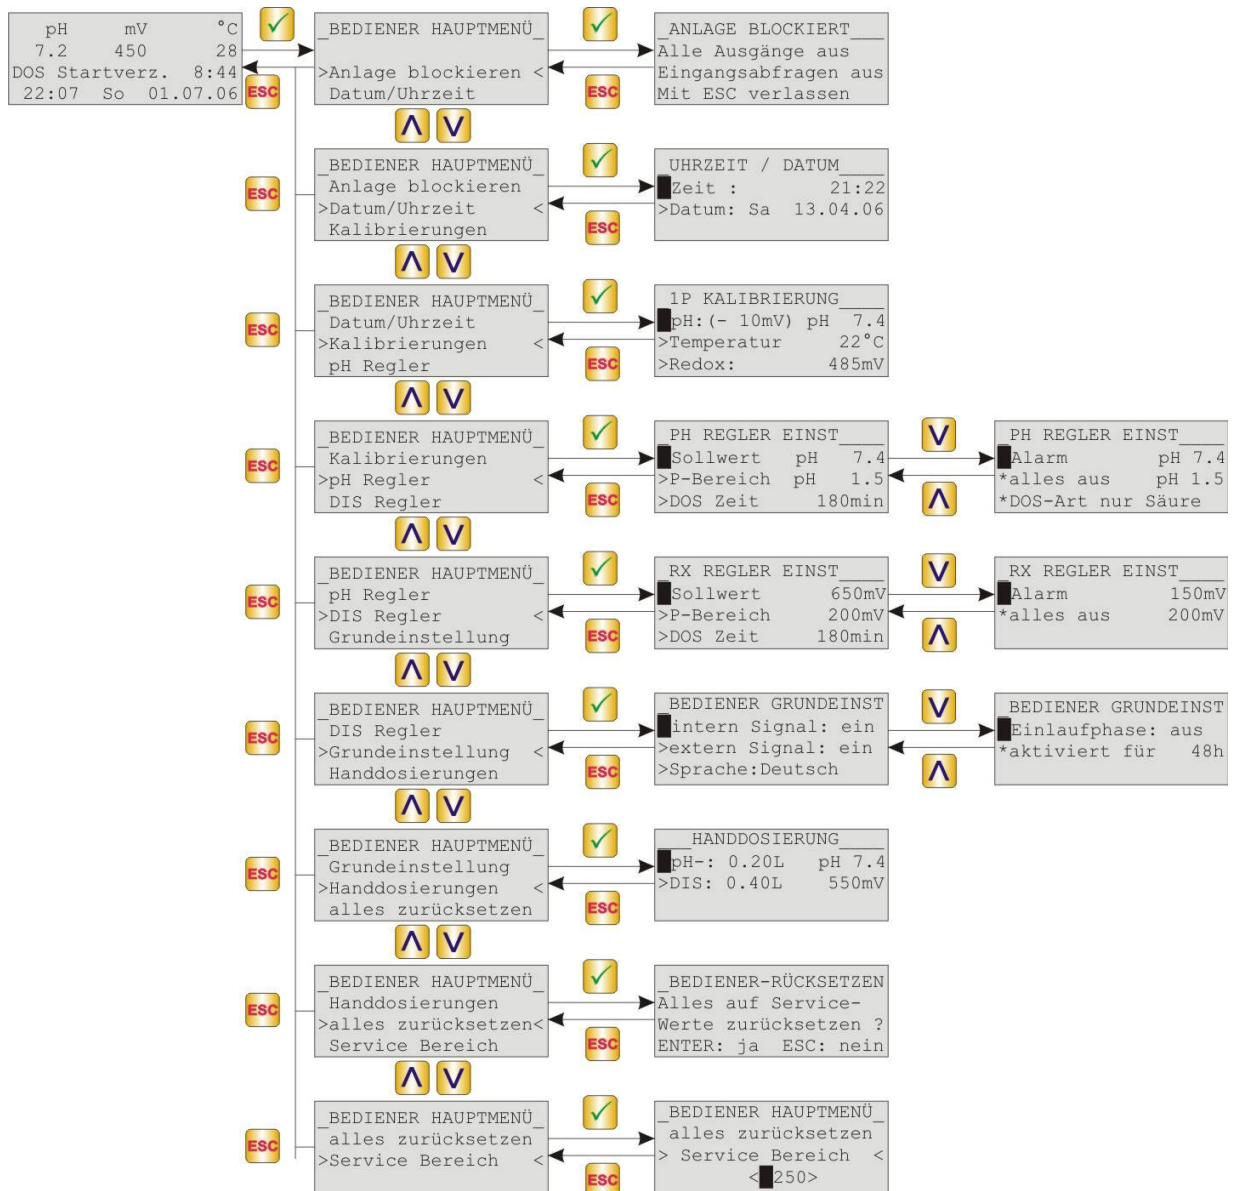 pH mV °C
7.2 450 28
DOS Startverz. 8:44
22:07 So 01.07.06
ESC
_BEDIENER HAUPTMENÜ_
>Anlage blockieren <
Datum/Uhrzeit
ESC
_ANLAGE BLOCKIERT___
Alle Ausgänge aus
Eingangsabfragen aus
Mit ESC verlassen
ESC
_BEDIENER HAUPTMENÜ_
Anlage blockieren
>Datum/Uhrzeit <
Kalibrierungen
ESC
_UHRZEIT / DATUM____
Zeit : 21:22
>Datum: Sa 13.04.06
ESC
_BEDIENER HAUPTMENÜ_
Datum/Uhrzeit
>Kalibrierungen <
pH Regler
ESC
_1P KALIBRIERUNG____
pH:(- 10mV) pH 7.4
>Temperatur 22°C
>Redox: 485mV
ESC
_BEDIENER HAUPTMENÜ_
Kalibrierungen
>pH Regler <
DIS Regler
ESC
_PH REGLER EINST____
Sollwert pH 7.4
>P-Bereich pH 1.5
>DOS Zeit 180min
_PH REGLER EINST____
Alarm pH 7.4
*alles aus pH 1.5
*DOS-Art nur Säure
ESC
_BEDIENER HAUPTMENÜ_
pH Regler
>DIS Regler <
Grundeinstellung
ESC
_RX REGLER EINST____
Sollwert 650mV
>P-Bereich 200mV
>DOS Zeit 180min
_RX REGLER EINST____
Alarm 150mV
*alles aus 200mV
ESC
_BEDIENER HAUPTMENÜ_
DIS Regler
>Grundeinstellung <
Handdosierungen
ESC
_BEDIENER GRUNDEINST
intern Signal: ein
>extern Signal: ein
>Sprache:Deutsch
_BEDIENER GRUNDEINST
Einlaufphase: aus
*aktiviert für 48h
ESC
_BEDIENER HAUPTMENÜ_
Grundeinstellung
>Handdosierungen <
alles zurücksetzen
ESC
___HANDDOSIERUNG____
pH-: 0.20L pH 7.4
>DIS: 0.40L 550mV
ESC
_BEDIENER HAUPTMENÜ_
Handdosierungen
>alles zurücksetzen<
Service Bereich
ESC
_BEDIENER-RÜCKSETZEN
Alles auf Service-
Werte zurücksetzen ?
ENTER: ja ESC: nein
ESC
_BEDIENER HAUPTMENÜ_
alles zurücksetzen
>Service Bereich <
ESC
_BEDIENER HAUPTMENÜ_
alles zurücksetzen
> Service Bereich <
< 250>